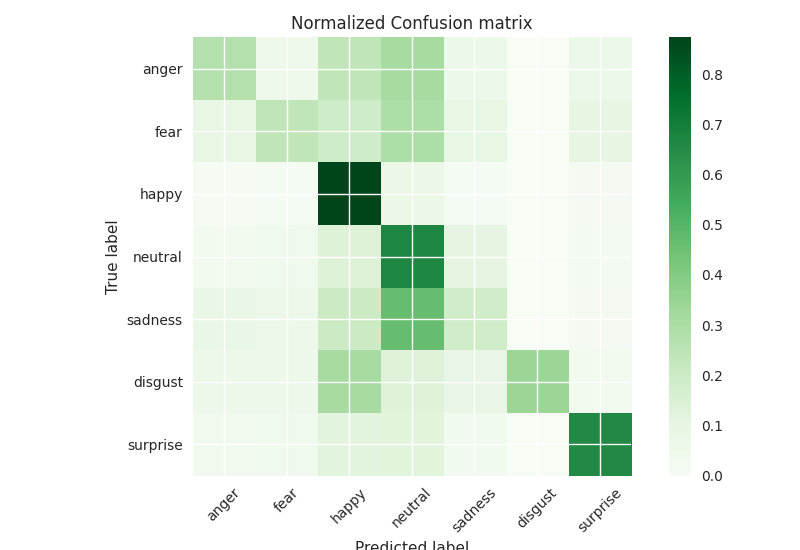 Normalized Confusion matrix
True label
anger
fear
happy
neutral
sadness
disgust
surprise
anger
fear
happy
neutral
sadness
disgust
surprise
Predicted label
0.8
0.7
0.6
0.5
0.4
0.3
0.2
0.1
0.0